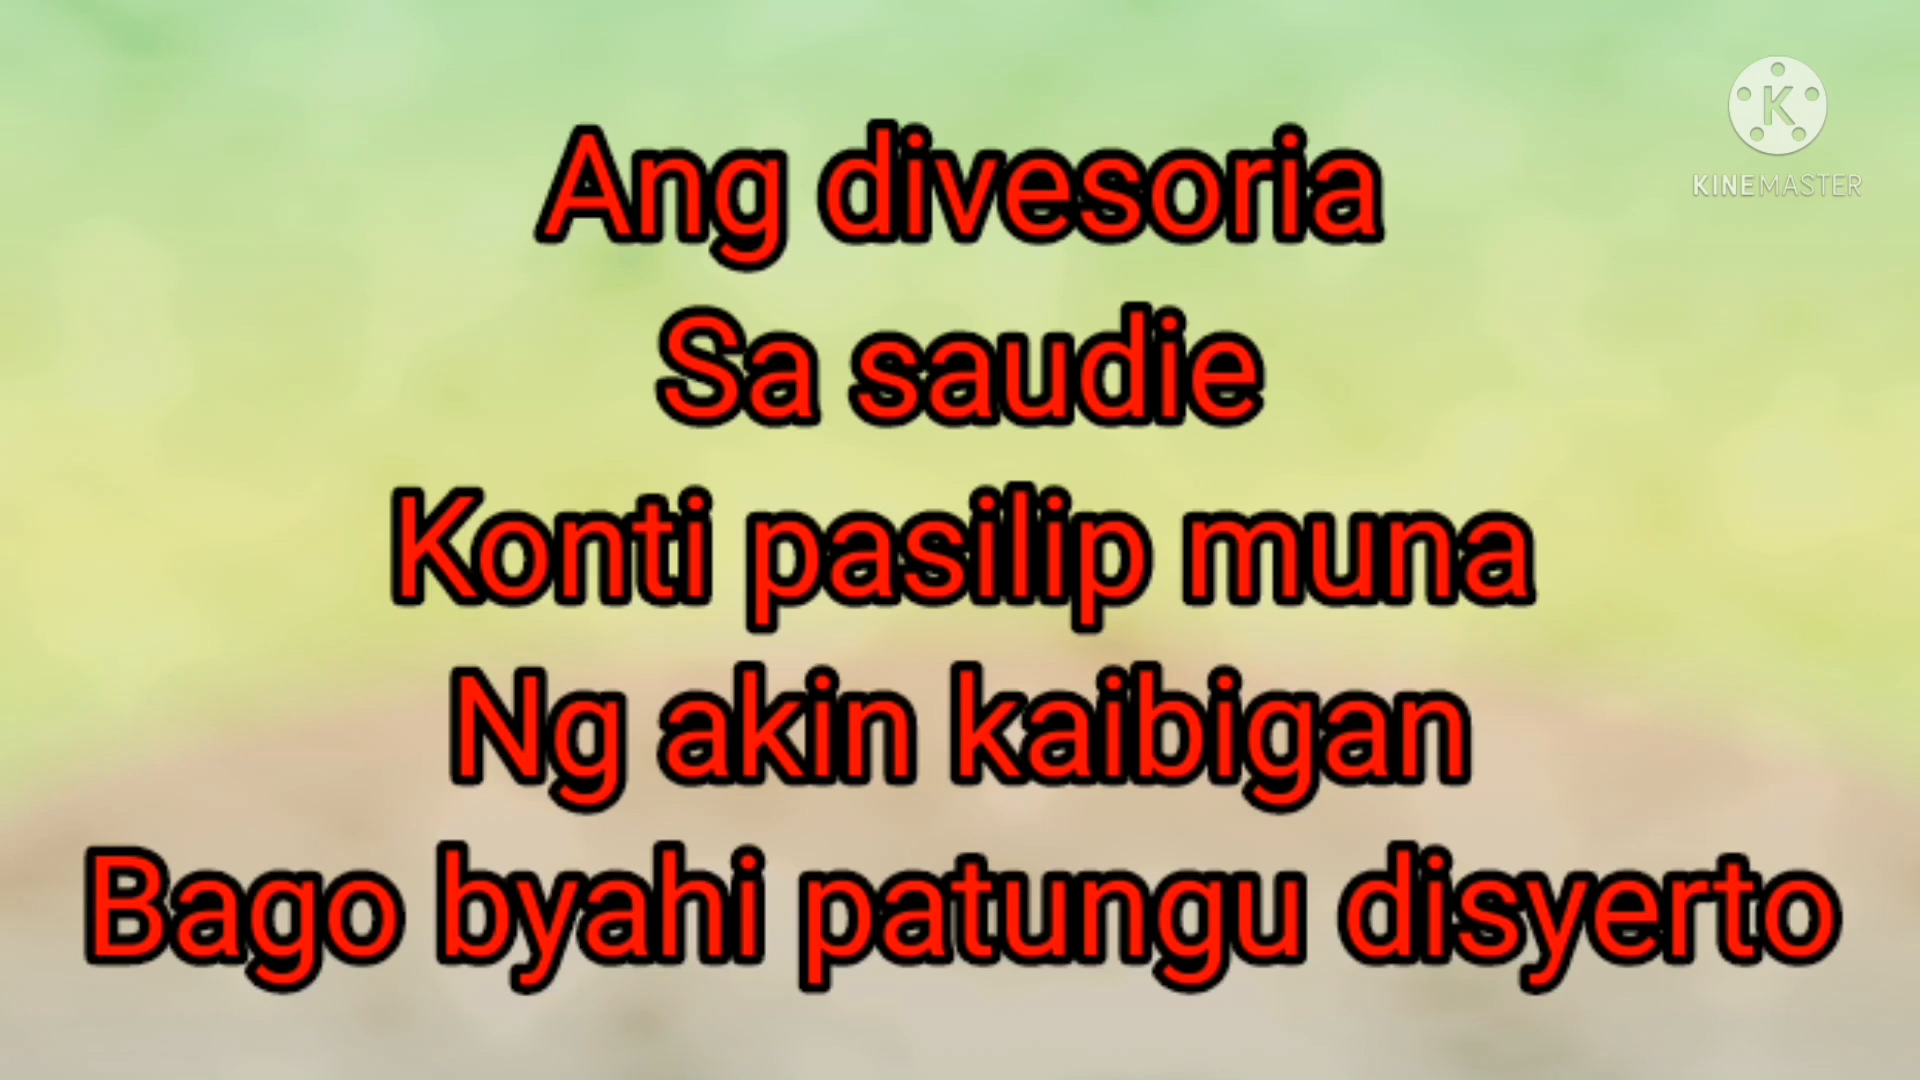 Ang divesoria
Sa saudie
Konti pasilip muna
Ng akin kaibigan
Bago byahi patungu disyerto
K
KINEMASTER